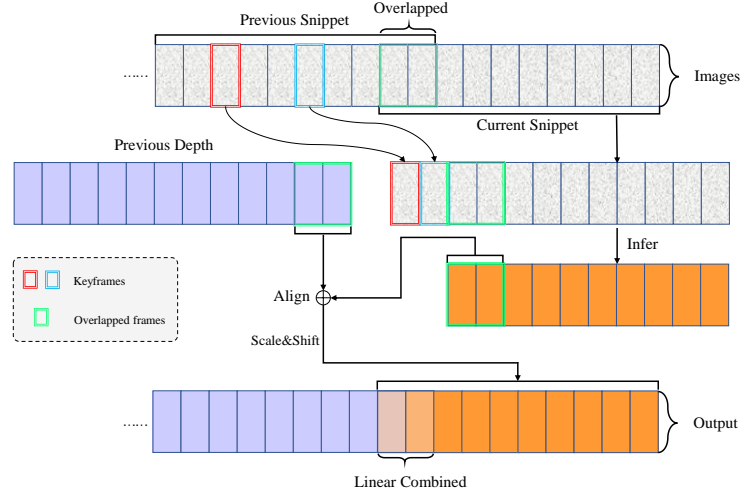 Previous Snippet
Overlapped
......
Images
Current Snippet
Previous Depth
Infer
Keyframes
Overlapped frames
Align
Scale&Shift
......
Output
Linear Combined